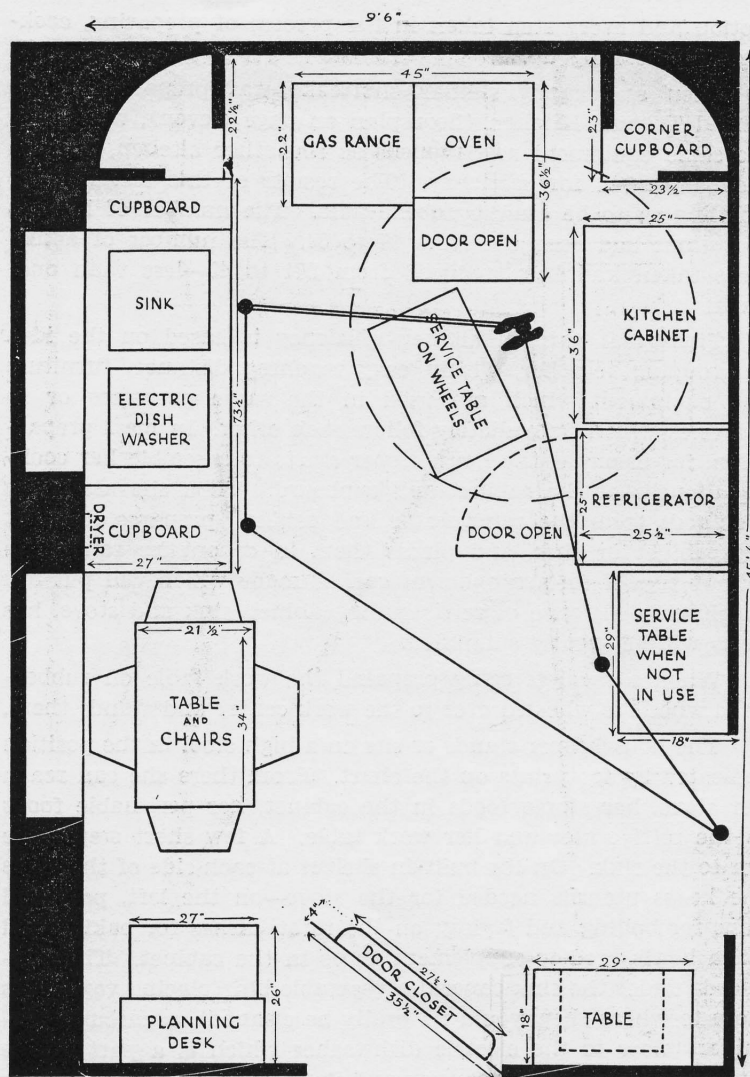 9'6"
45"
22¼"
22"
GAS RANGE
OVEN
36½"
23"
CORNER
CUPBOARD
23½
25"
CUPBOARD
DOOR OPEN
SINK
SERVICE TABLE
ON WHEELS
KITCHEN
CABINET
36"
ELECTRIC
DISH
WASHER
73½"
REFRIGERATOR
25"
25½"
DRYER
CUPBOARD
27"
DOOR OPEN
21½"
TABLE
AND
CHAIRS
34"
SERVICE
TABLE
WHEN
NOT
IN USE
29"
18"
27"
26"
PLANNING
DESK
4"
DOOR CLOSET
27½"
35½"
29"
18"
TABLE